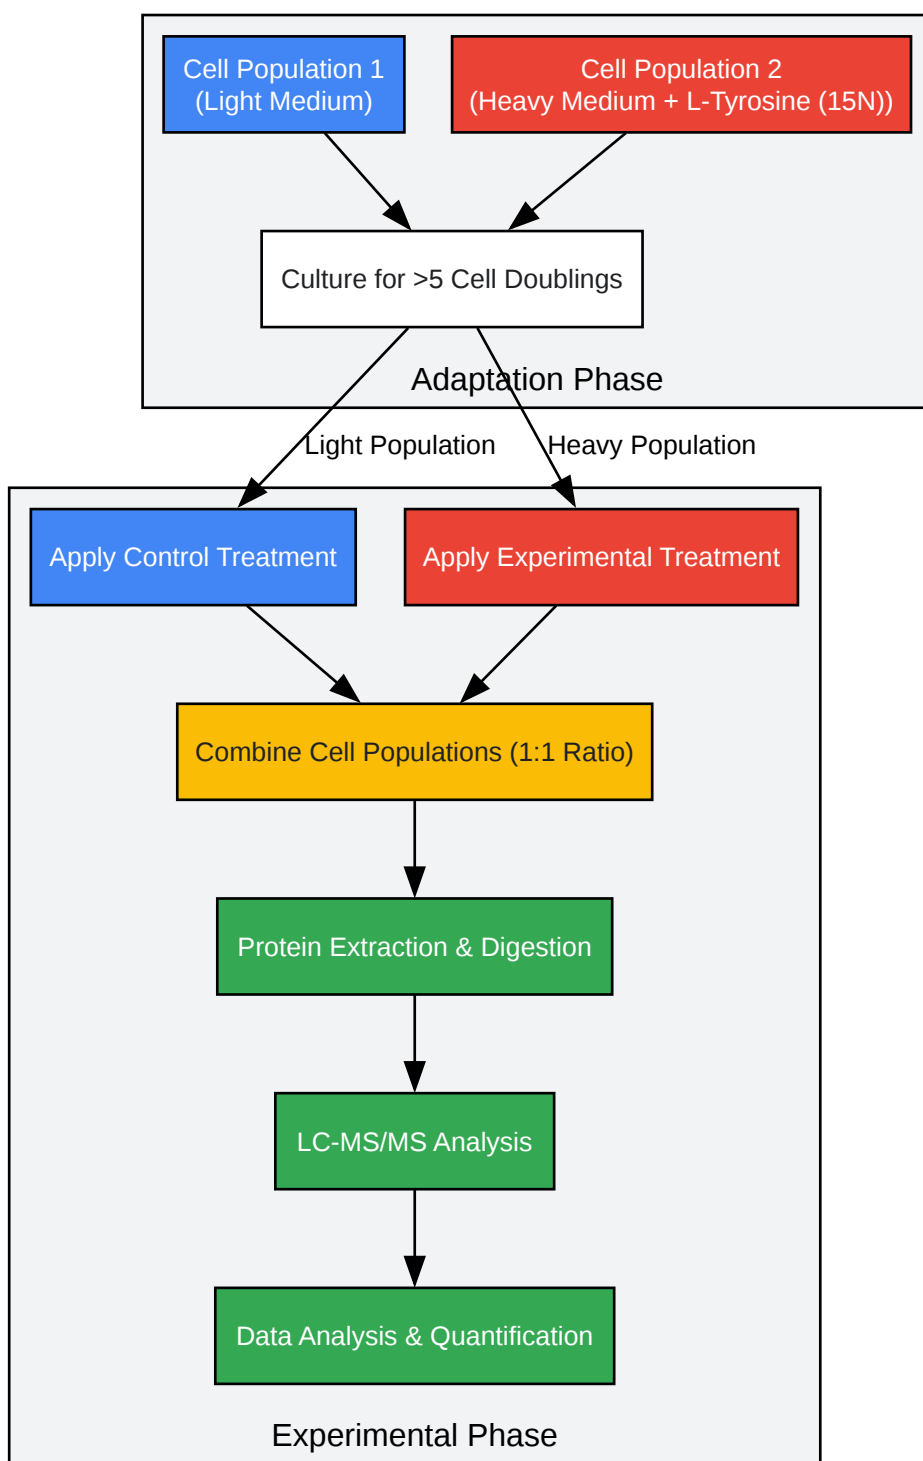 Cell Population 1
(Light Medium)
Cell Population 2
(Heavy Medium + L-Tyrosine (15N))
Culture for >5 Cell Doublings
Adaptation Phase
Light Population
Heavy Population
Apply Control Treatment
Apply Experimental Treatment
Combine Cell Populations (1:1 Ratio)
Protein Extraction & Digestion
LC-MS/MS Analysis
Data Analysis & Quantification
Experimental Phase